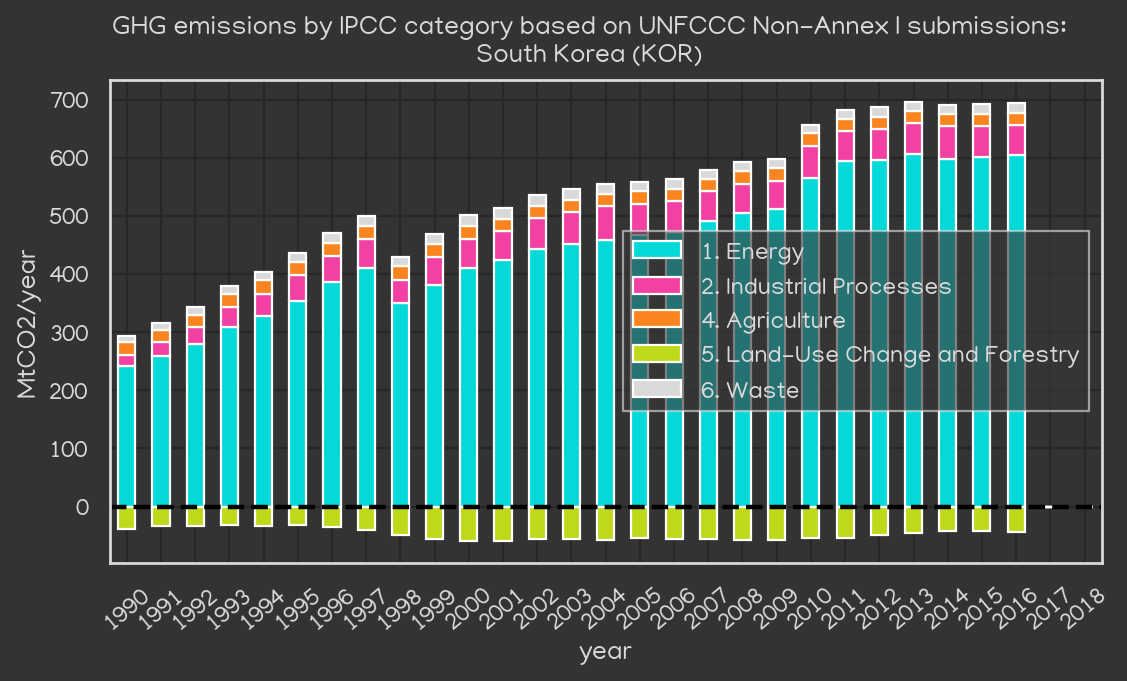 GHG emissions by IPCC category based on UNFCCC Non-Annex I submissions:
South Korea (KOR)
MtCO2/year
700
600
500
400
300
200
100
0
1. Energy
2. Industrial Processes
4. Agriculture
5. Land-Use Change and Forestry
6. Waste
1990 1991 1992 1993 1994 1995 1996 1997 1998 1999 2000 2001 2002 2003 2004 2005 2006 2007 2008 2009 2010 2011 2012 2013 2014 2015 2016 2017 2018
year